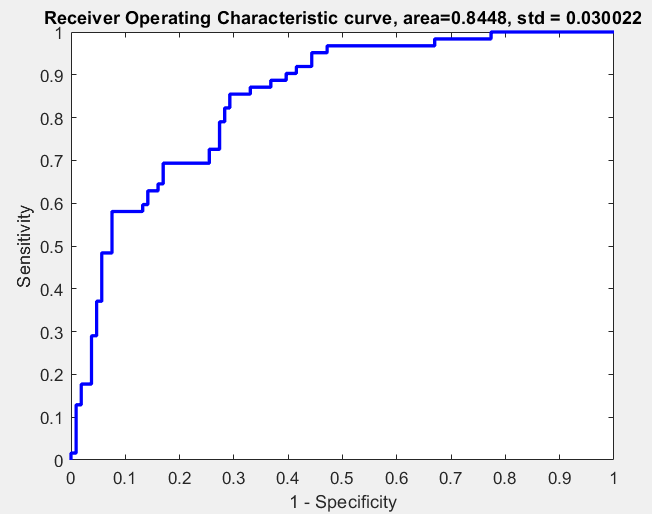 Receiver Operating Characteristic curve, area=0.8448, std = 0.030022
1
0.9
0.8
0.7
0.6
0.5
0.4
0.3
0.2
0.1
0
Sensitivity
0 0.1 0.2 0.3 0.4 0.5 0.6 0.7 0.8 0.9 1
1 - Specificity